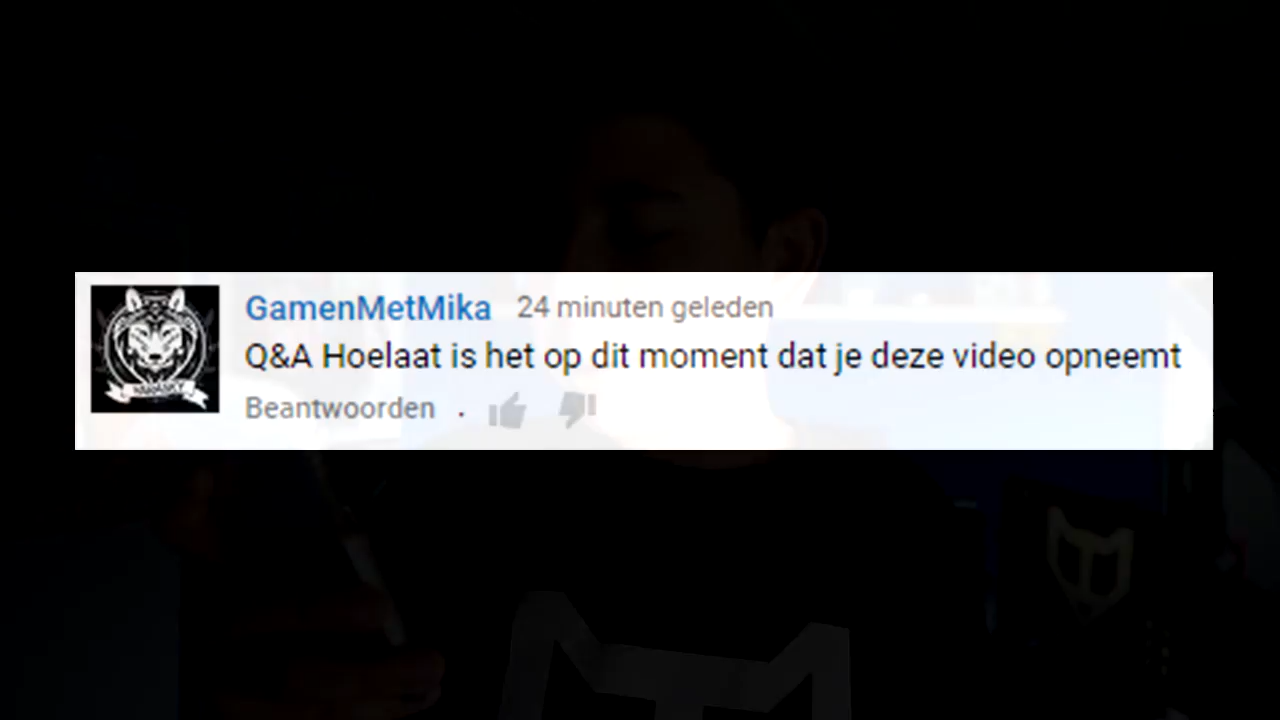 GamenMetMika 24 minuten geleden
Q&A Hoelaat is het op dit moment dat je deze video opneemt
Beantwoorden .